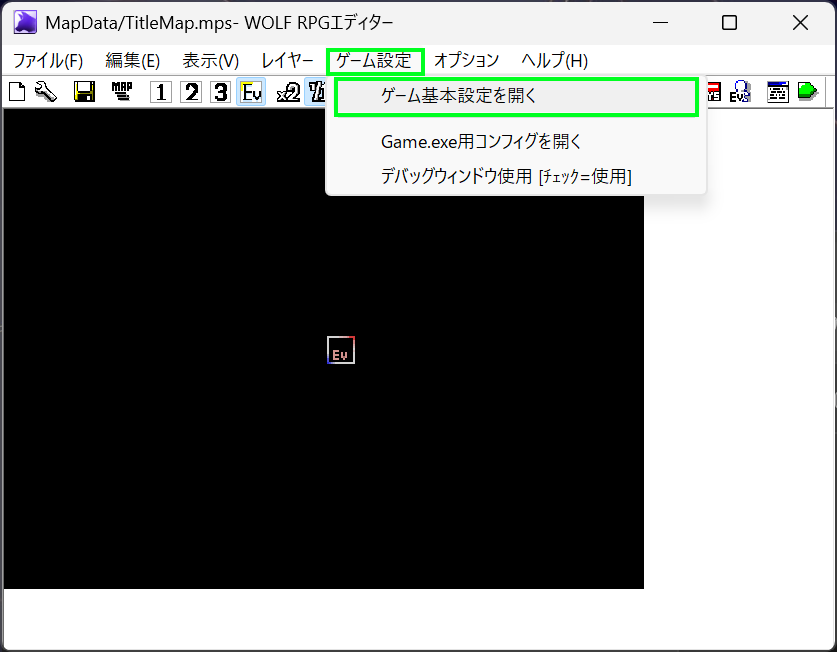 MapData/TitleMap.mps- WOLF RPGエディター
ファイル(F) 編集(E) 表示(V) レイヤー ゲーム設定 オプション ヘルプ(H)
MAP 1 2 3 Ev x2
ゲーム基本設定を開く
Game.exe用コンフィグを開く
デバッグウィンドウ使用 [ﾁｪｯｸ=使用]
Ev